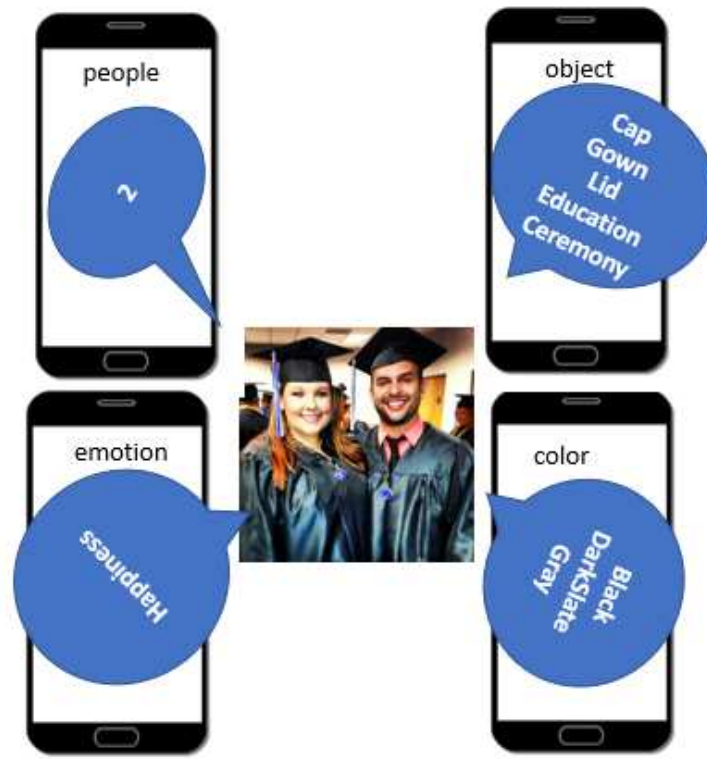 people
2
object
Cap
Gown
Lid
Education
Ceremony
emotion
Happiness
color
Black
DarkSlate
Gray